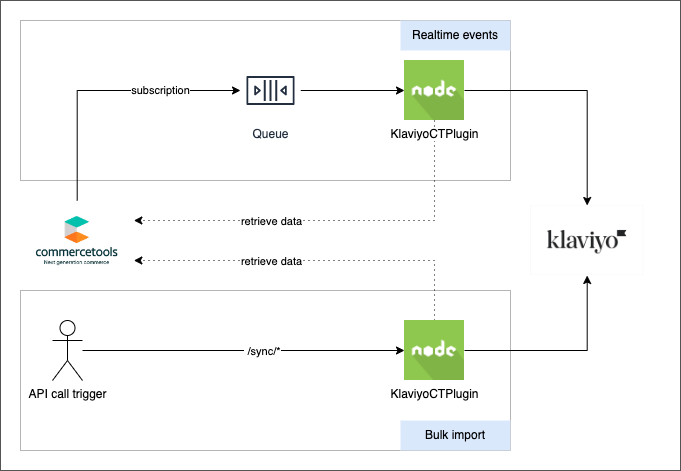 Realtime events
subscription
node
Queue
KlaviyoCTPlugin
retrieve data
commercetools
Next generation commerce
klaviyo
retrieve data
node
/sync/*
API call trigger
KlaviyoCTPlugin
Bulk import